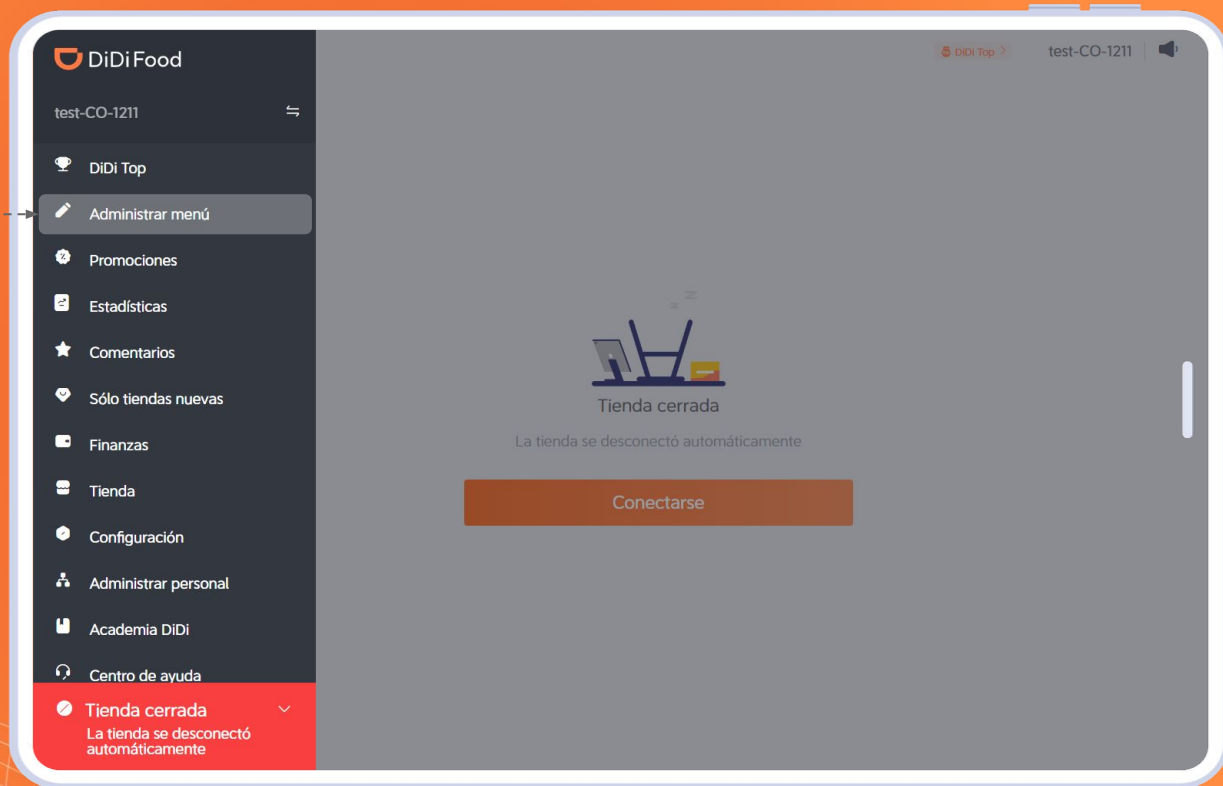 DiDi Food
test-CO-1211
DiDi Top
Administrar menú
Promociones
Estadísticas
Comentarios
Sólo tiendas nuevas
Finanzas
Tienda
Configuración
Administrar personal
Academia DiDi
Centro de ayuda
Tienda cerrada
La tienda se desconectó
automáticamente
DiDi Top
test-CO-1211
z z
Tienda cerrada
La tienda se desconectó automáticamente
Conectarse